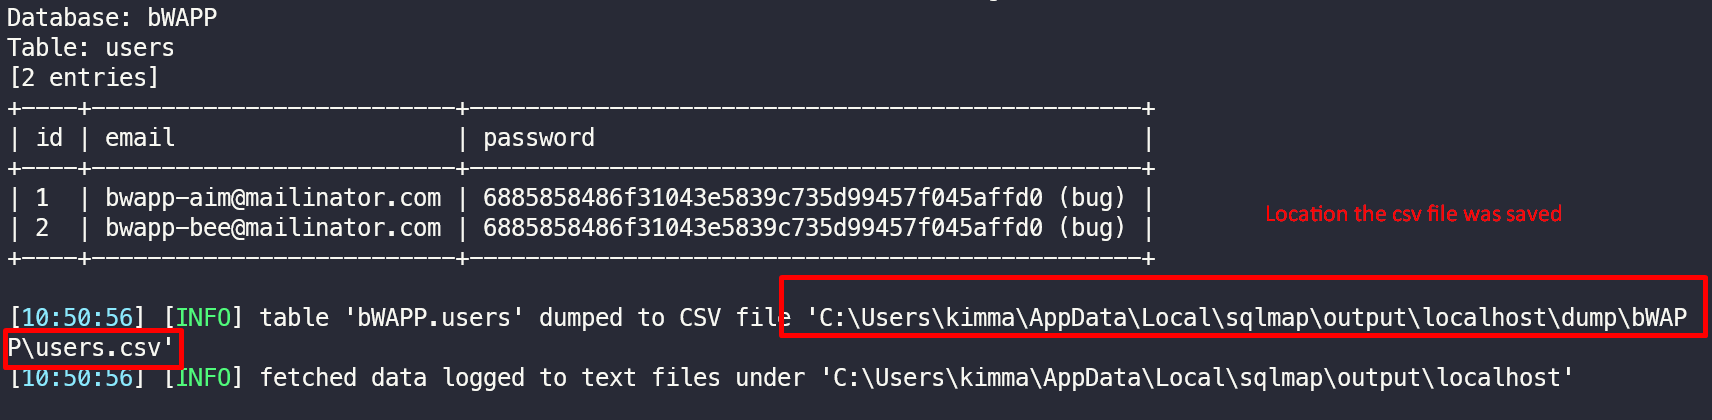 Database: bWAPP
Table: users
[2 entries]
+----+--------------------------+------------------------------------------------+
| id | email                    | password                                       |
+----+--------------------------+------------------------------------------------+
| 1  | bwapp-aim@mailinator.com | 6885858486f31043e5839c735d99457f045affd0 (bug) |
| 2  | bwapp-bee@mailinator.com | 6885858486f31043e5839c735d99457f045affd0 (bug) |
+----+--------------------------+------------------------------------------------+
Location the csv file was saved
[10:50:56] [INFO] table 'bWAPP.users' dumped to CSV file 'C:\Users\kimma\AppData\Local\sqlmap\output\localhost\dump\bWAP
P\users.csv'
[10:50:56] [INFO] fetched data logged to text files under 'C:\Users\kimma\AppData\Local\sqlmap\output\localhost'